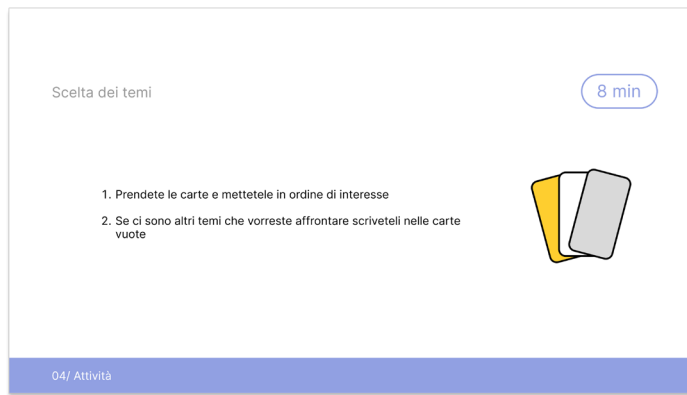 Scelta dei temi
8 min
1. Prendete le carte e mettetele in ordine di interesse
2. Se ci sono altri temi che vorreste affrontare scriveteli nelle carte
vuote
04/ Attività